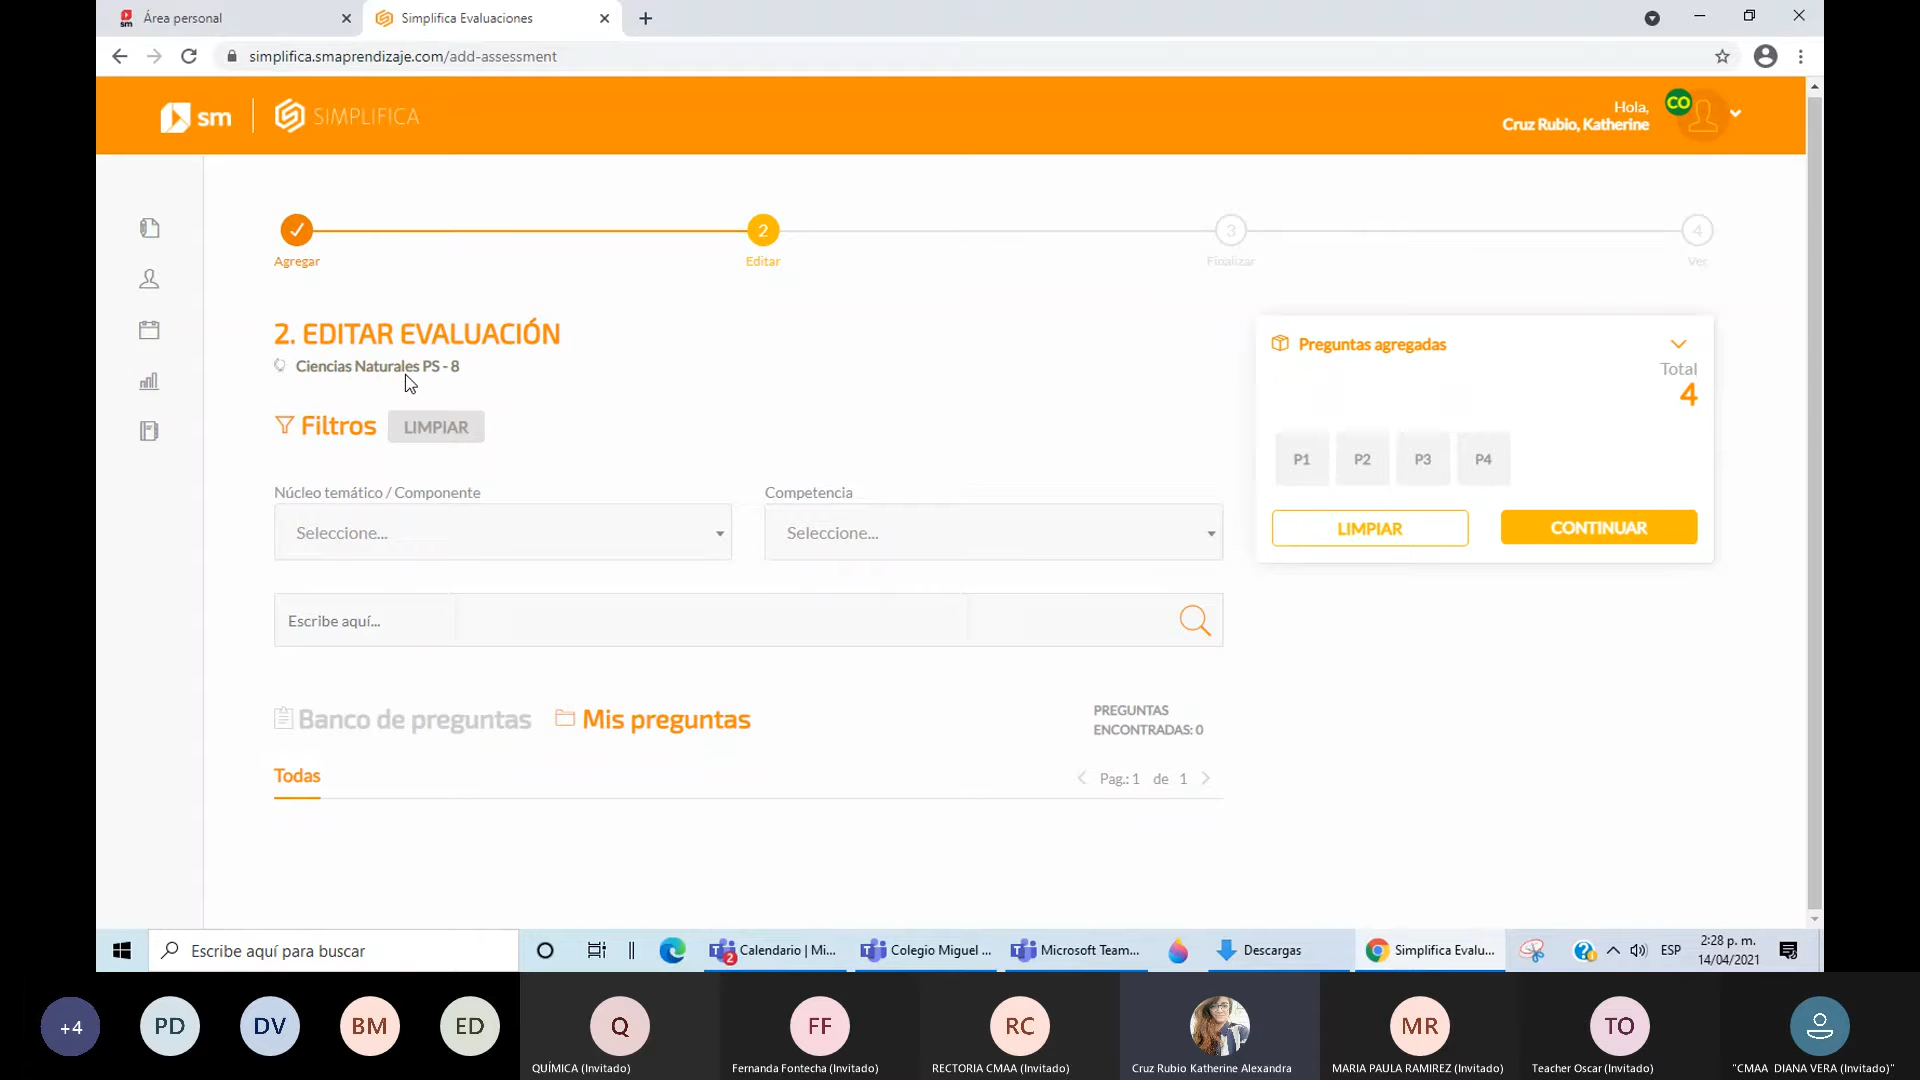 Área personal
Simplifica Evaluaciones
simplifica.smaprendizaje.com/add-assessment
sm
SIMPLIFICA
Hola,
Cruz Rubio, Katherine
CO
2
3
4
Agregar
Editar
Finalizar
Ver
2. EDITAR EVALUACIÓN
Ciencias Naturales PS - 8
Filtros
LIMPIAR
Núcleo temático / Componente
Competencia
Seleccione...
Seleccione...
Escribe aquí...
Preguntas agregadas
Total
4
P1
P2
P3
P4
LIMPIAR
CONTINUAR
Banco de preguntas
Mis preguntas
PREGUNTAS
ENCONTRADAS: 0
Todas
Pag.: 1 de 1
Escribe aquí para buscar
2
Calendario | Mi...
Colegio Miguel ...
Microsoft Team...
Descargas
Simplifica Evalu...
ESP
2:28 p. m.
14/04/2021
+4
PD
DV
BM
ED
Q
FF
RC
MR
TO
QUÍMICA (Invitado)
Fernanda Fontecha (Invitado)
RECTORIA CMAA (Invitado)
Cruz Rubio Katherine Alexandra
MARIA PAULA RAMIREZ (Invitado)
Teacher Oscar (Invitado)
"CMAA DIANA VERA (Invitado)"